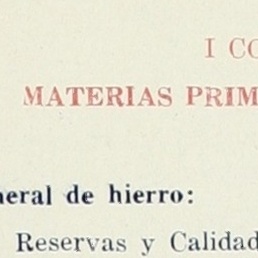 I CO
MATERIAS PRIM
neral de hierro:
Reservas y Calidad